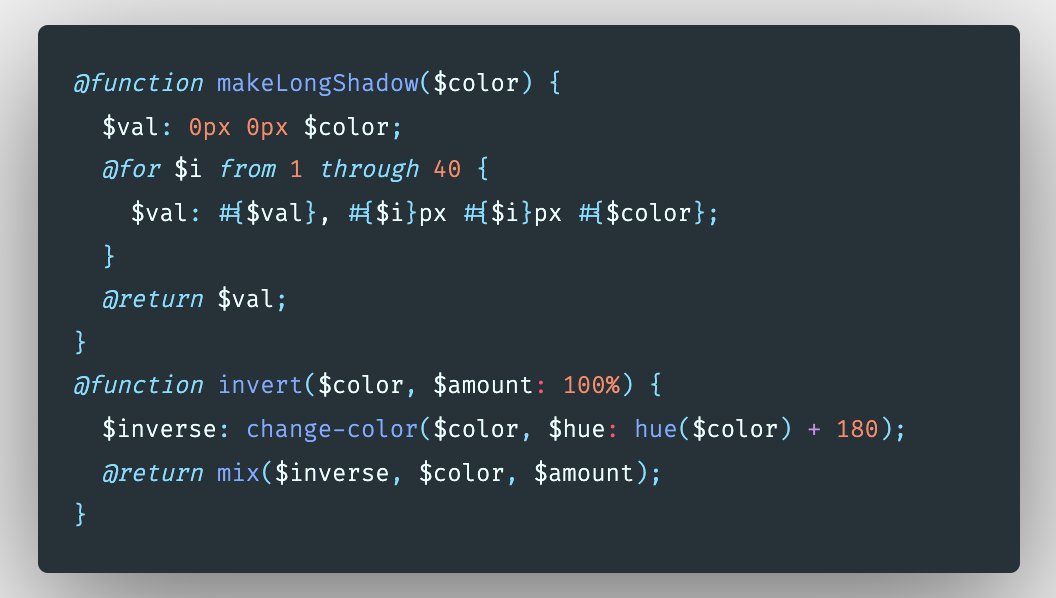 @function makeLongShadow($color) {
  $val: 0px 0px $color;
  @for $i from 1 through 40 {
    $val: #{$val}, #{$i}px #{$i}px #{$color};
  }
  @return $val;
}
@function invert($color, $amount: 100%) {
  $inverse: change-color($color, $hue: hue($color) + 180);
  @return mix($inverse, $color, $amount);
}